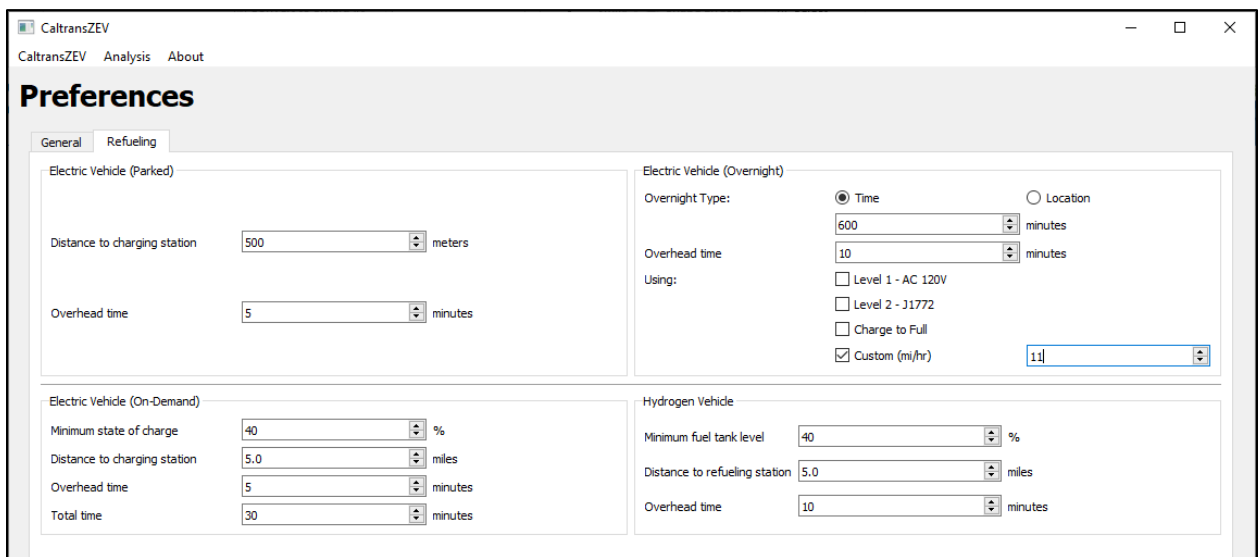 CaltransZEV
CaltransZEV Analysis About
Preferences
General Refueling
Electric Vehicle (Parked)
Distance to charging station 500 meters
Overhead time 5 minutes
Electric Vehicle (Overnight)
Overnight Type: Time Location
600 minutes
Overhead time 10 minutes
Using: Level 1 - AC 120V
Level 2 - J1772
Charge to Full
Custom (mi/hr) 11
Electric Vehicle (On-Demand)
Minimum state of charge 40 %
Distance to charging station 5.0 miles
Overhead time 5 minutes
Total time 30 minutes
Hydrogen Vehicle
Minimum fuel tank level 40 %
Distance to refueling station 5.0 miles
Overhead time 10 minutes